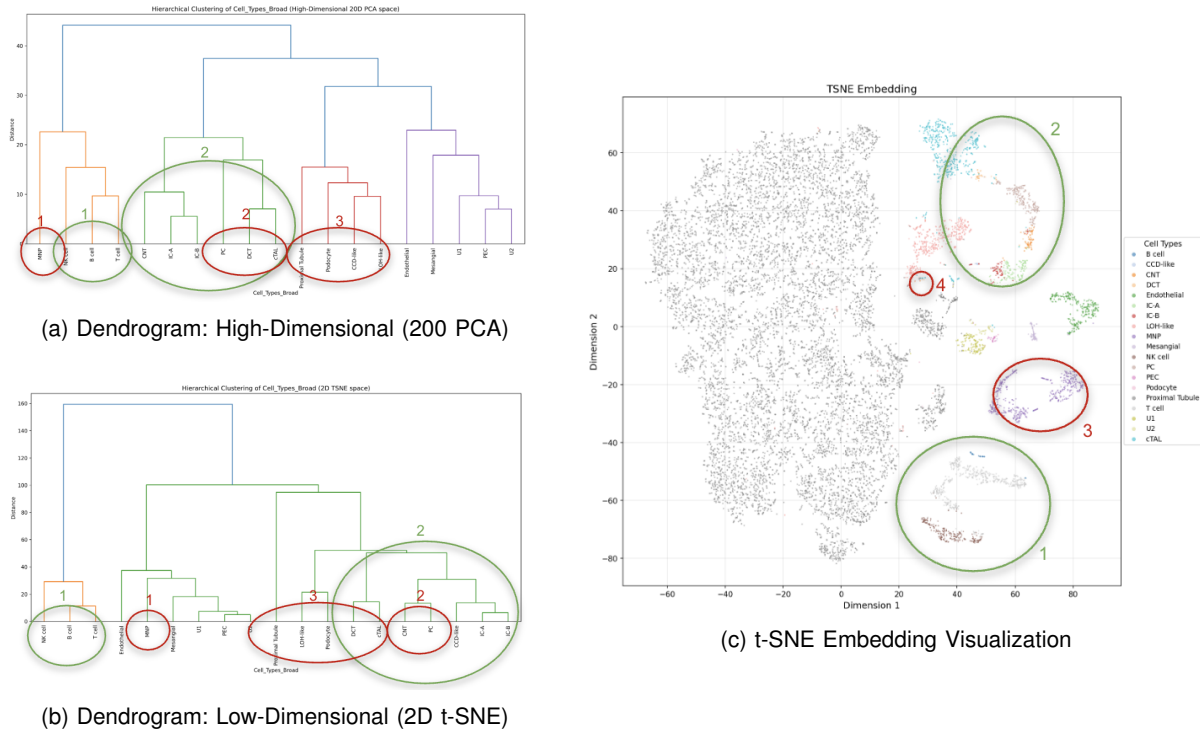 Hierarchical Clustering of Cell_Types_Broad (High-Dimensional 20D PCA space)
Distance
40
30
20
10
0
1
1
2
2
3
MNP
NK cell
B cell
T cell
CNT
IC-A
IC-B
PC
DCT
cTAL
Proximal Tubule
Podocyte
CCD-like
LOH-like
Endothelial
Mesangial
U1
PEC
U2
Cell_Types_Broad
(a) Dendrogram: High-Dimensional (200 PCA)
Hierarchical Clustering of Cell_Types_Broad (2D TSNE space)
Distance
160
140
120
100
80
60
40
20
0
1
1
3
2
2
NK cell
B cell
T cell
Endothelial
MNP
Mesangial
U1
PEC
U2
Proximal Tubule
LOH-like
Podocyte
DCT
cTAL
CNT
PC
CCD-like
IC-A
IC-B
Cell_Types_Broad
(b) Dendrogram: Low-Dimensional (2D t-SNE)
TSNE Embedding
Dimension 2
60
40
20
0
−20
−40
−60
−80
−60
−40
−20
0
20
40
60
80
Dimension 1
2
4
3
1
Cell Types
B cell
CCD-like
CNT
DCT
Endothelial
IC-A
IC-B
LOH-like
MNP
Mesangial
NK cell
PC
PEC
Podocyte
Proximal Tubule
T cell
U1
U2
cTAL
(c) t-SNE Embedding Visualization